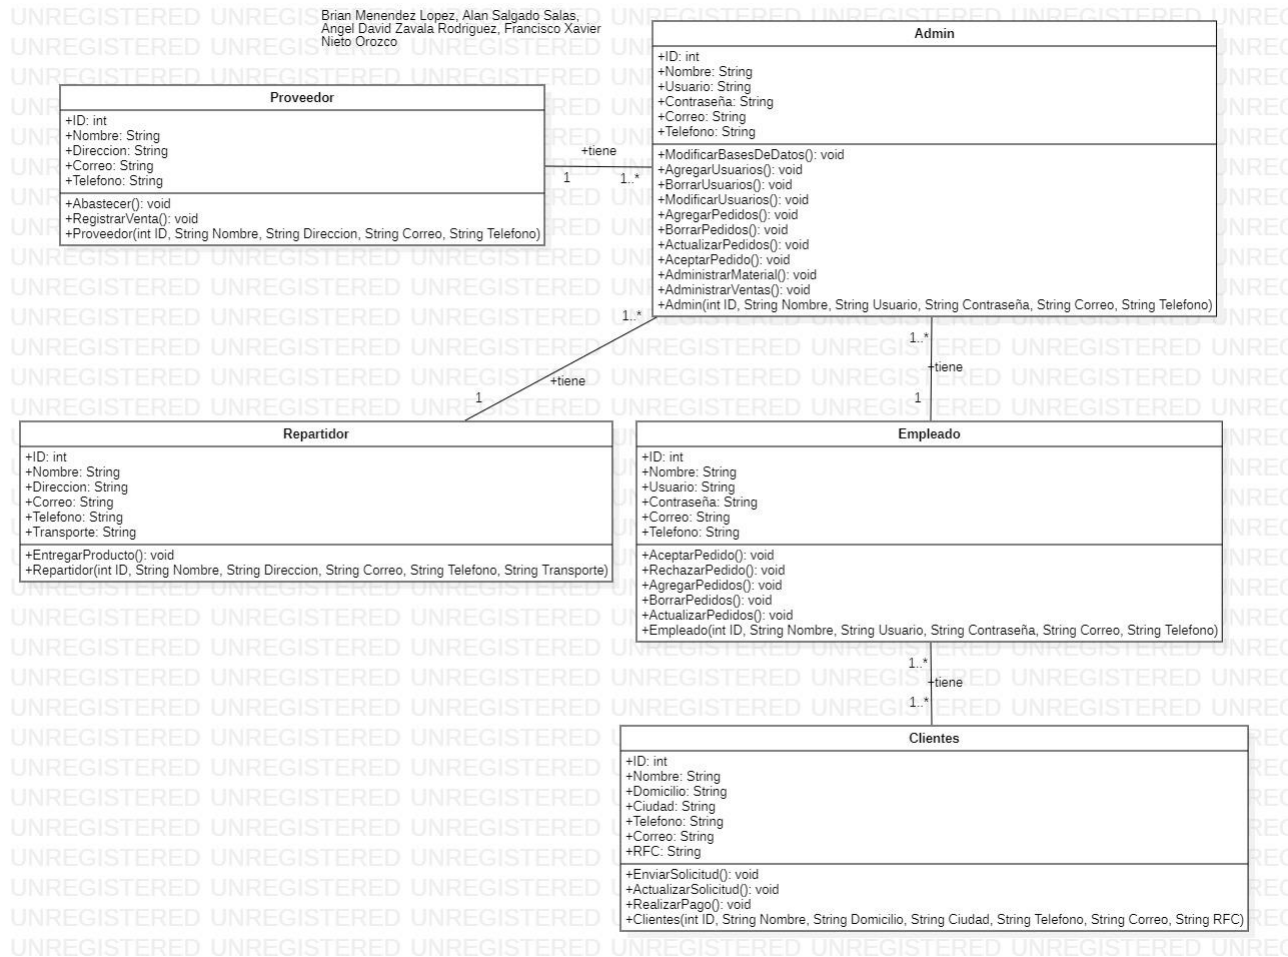 Brian Menendez Lopez, Alan Salgado Salas,
Angel David Zavala Rodriguez, Francisco Xavier
Nieto Orozco
Proveedor
+ID: int
+Nombre: String
+Direccion: String
+Correo: String
+Telefono: String
+Abastecer(): void
+RegistrarVenta(): void
+Proveedor(int ID, String Nombre, String Direccion, String Correo, String Telefono)
+tiene
1
1..*
Admin
+ID: int
+Nombre: String
+Usuario: String
+Contraseña: String
+Correo: String
+Telefono: String
+ModificarBasesDeDatos(): void
+AgregarUsuarios(): void
+BorrarUsuarios(): void
+ModificarUsuarios(): void
+AgregarPedidos(): void
+BorrarPedidos(): void
+ActualizarPedidos(): void
+AceptarPedido(): void
+AdministrarMaterial(): void
+AdministrarVentas(): void
+Admin(int ID, String Nombre, String Usuario, String Contraseña, String Correo, String Telefono)
1..*
+tiene
1
1..*
+tiene
1
Repartidor
+ID: int
+Nombre: String
+Direccion: String
+Correo: String
+Telefono: String
+Transporte: String
+EntregarProducto(): void
+Repartidor(int ID, String Nombre, String Direccion, String Correo, String Telefono, String Transporte)
Empleado
+ID: int
+Nombre: String
+Usuario: String
+Contraseña: String
+Correo: String
+Telefono: String
+AceptarPedido(): void
+RechazarPedido(): void
+AgregarPedidos(): void
+BorrarPedidos(): void
+ActualizarPedidos(): void
+Empleado(int ID, String Nombre, String Usuario, String Contraseña, String Correo, String Telefono)
1..*
+tiene
1..*
Clientes
+ID: int
+Nombre: String
+Domicilio: String
+Ciudad: String
+Telefono: String
+Correo: String
+RFC: String
+EnviarSolicitud(): void
+ActualizarSolicitud(): void
+RealizarPago(): void
+Clientes(int ID, String Nombre, String Domicilio, String Ciudad, String Telefono, String Correo, String RFC)
UNREGISTERED